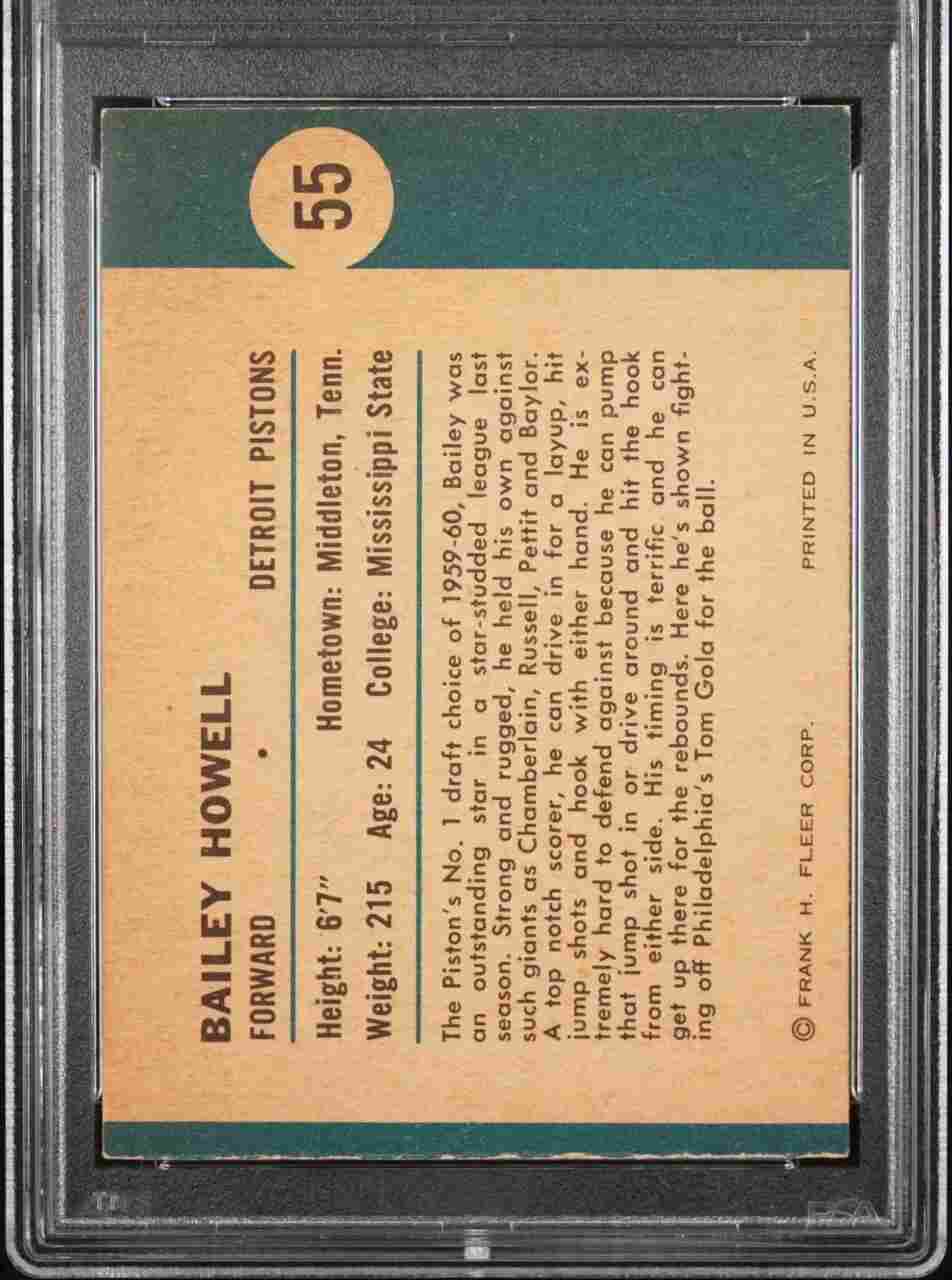 55
BAILEY HOWELL
FORWARD • DETROIT PISTONS
Height: 6'7" Hometown: Middleton, Tenn.
Weight: 215 Age: 24 College: Mississippi State
The Piston's No. 1 draft choice of 1959-60, Bailey was
an outstanding star in a star-studded league last
season. Strong and rugged, he held his own against
such giants as Chamberlain, Russell, Pettit and Baylor.
A top notch scorer, he can drive in for a layup, hit
jump shots and hook with either hand. He is ex-
tremely hard to defend against because he can pump
that jump shot in or drive around and hit the hook
from either side. His timing is terrific and he can
get up there for the rebounds. Here he's shown fight-
ing off Philadelphia's Tom Gola for the ball.
© FRANK H. FLEER CORP. PRINTED IN U.S.A.
PSA